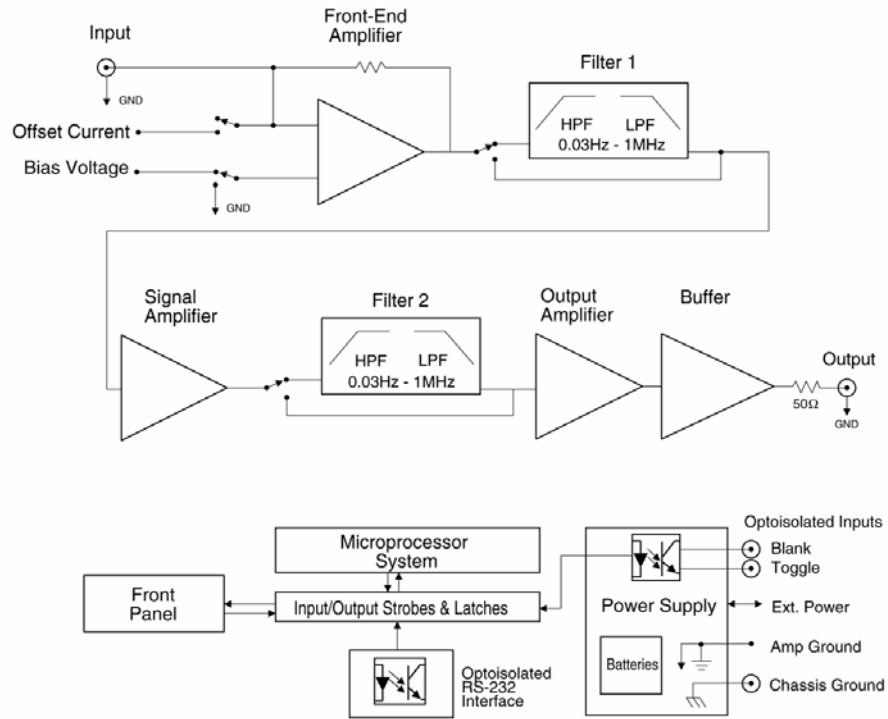 Front-End
Amplifier
Input
GND
Offset Current
Bias Voltage
GND
Filter 1
HPF LPF
0.03Hz - 1MHz
Signal
Amplifier
Filter 2
HPF LPF
0.03Hz - 1MHz
Output
Amplifier
Buffer
Output
50Ω
GND
Microprocessor
System
Front
Panel
Input/Output Strobes & Latches
Optoisolated
RS-232
Interface
Power Supply
Batteries
Optoisolated Inputs
Blank
Toggle
Ext. Power
Amp Ground
Chassis Ground